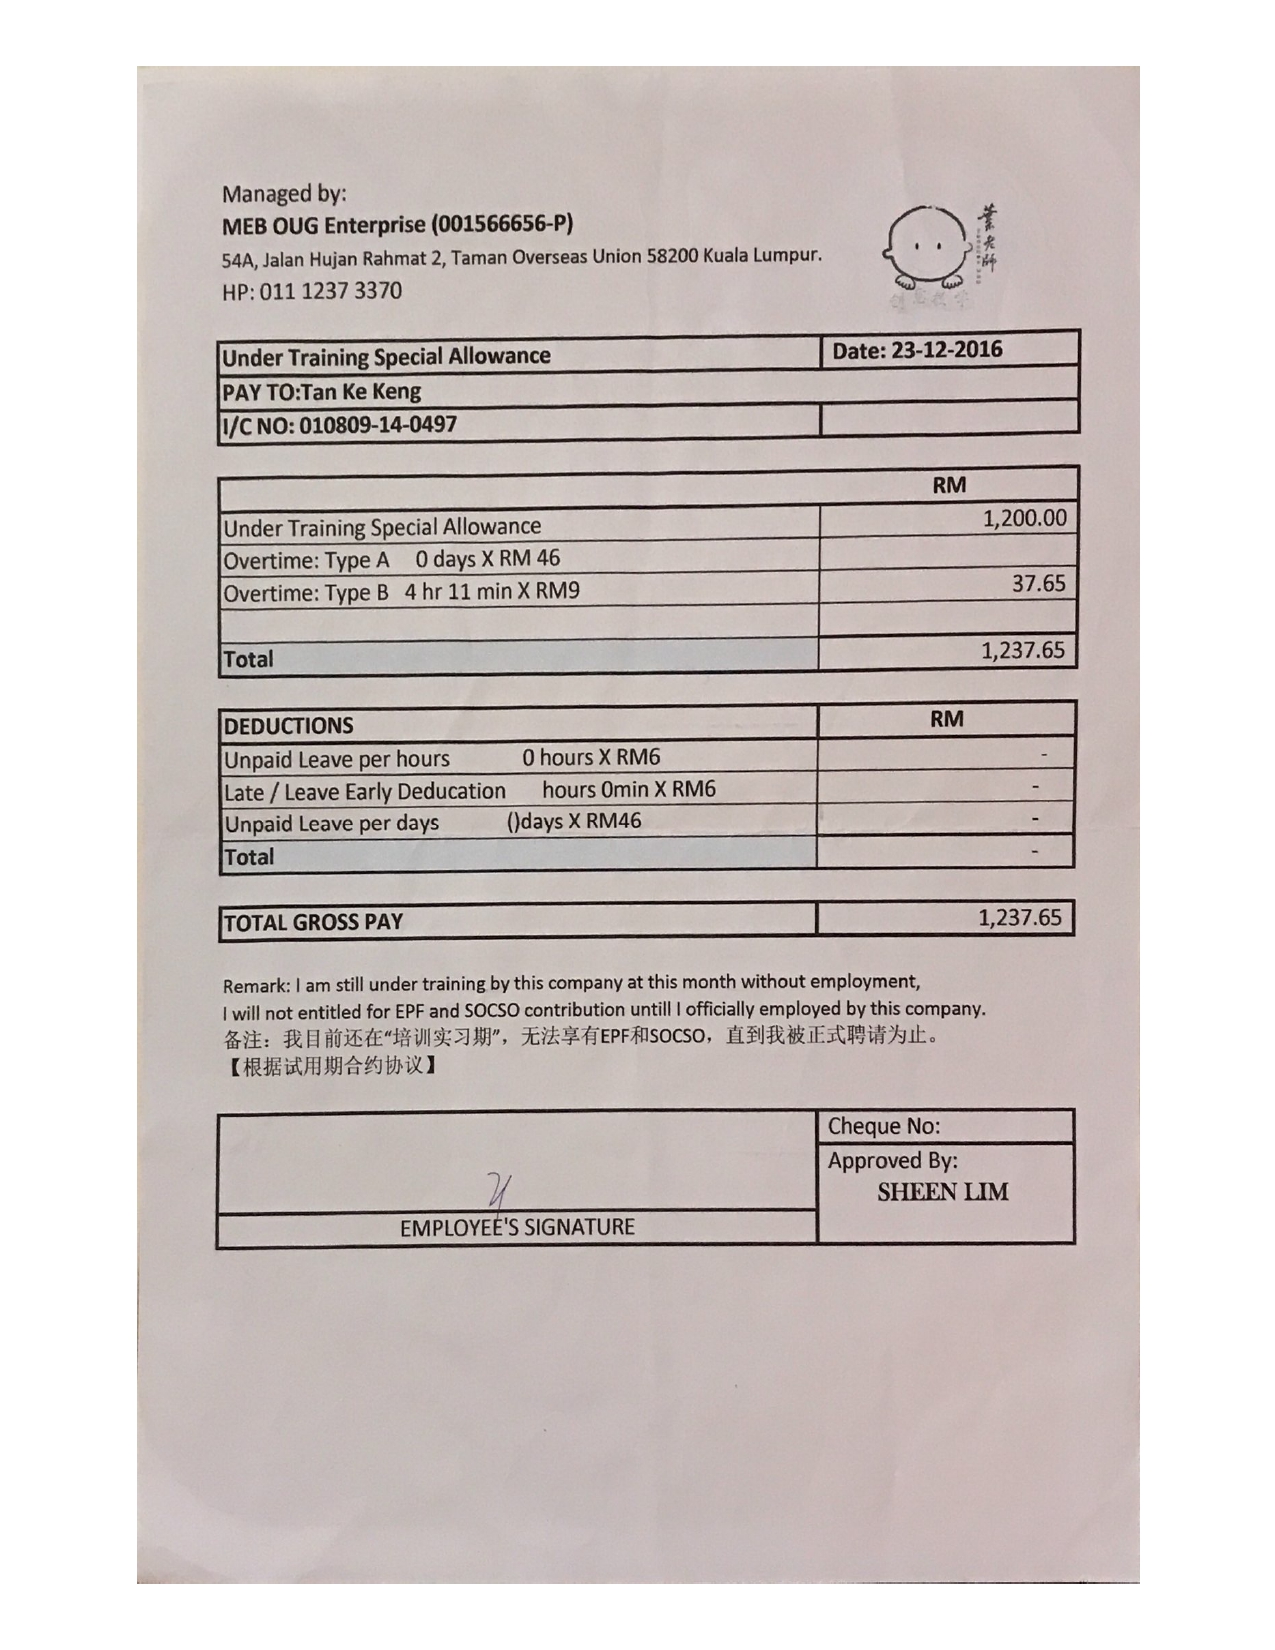 Managed by:
MEB OUG Enterprise (001566656-P)
54A, Jalan Hujan Rahmat 2, Taman Overseas Union 58200 Kuala Lumpur.
HP: 011 1237 3370
葉老師
Under Training Special Allowance Date: 23-12-2016
PAY TO:Tan Ke Keng
I/C NO: 010809-14-0497
RM
Under Training Special Allowance 1,200.00
Overtime: Type A 0 days X RM 46
Overtime: Type B 4 hr 11 min X RM9 37.65
Total 1,237.65
DEDUCTIONS RM
Unpaid Leave per hours 0 hours X RM6 -
Late / Leave Early Deducation hours 0min X RM6 -
Unpaid Leave per days ()days X RM46 -
Total -
TOTAL GROSS PAY 1,237.65
Remark: I am still under training by this company at this month without employment,
I will not entitled for EPF and SOCSO contribution untill I officially employed by this company.
备注：我目前还在“培训实习期”，无法享有EPF和SOCSO，直到我被正式聘请为止。
【根据试用期合约协议】
Cheque No:
Approved By:
SHEEN LIM
EMPLOYEE'S SIGNATURE